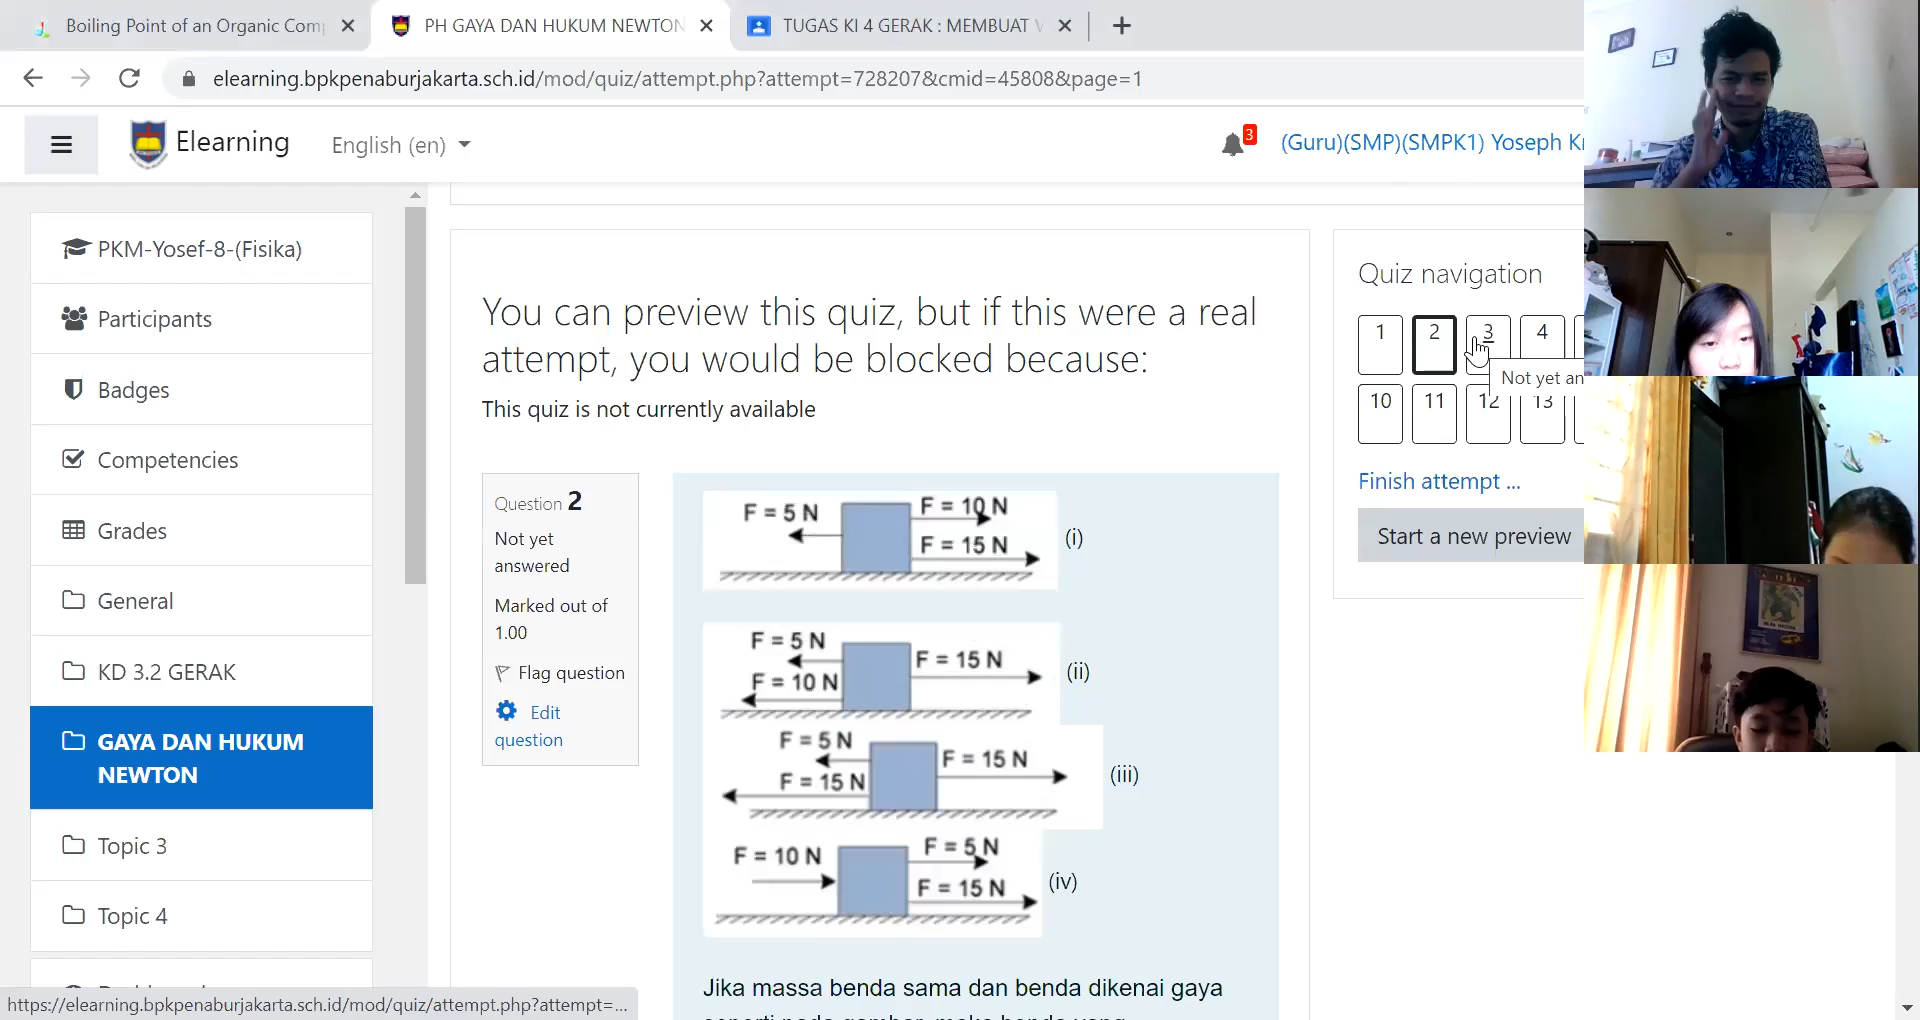 Boiling Point of an Organic Com
PH GAYA DAN HUKUM NEWTON
TUGAS KI 4 GERAK : MEMBUAT V
elearning.bpkpenaburjakarta.sch.id/mod/quiz/attempt.php?attempt=728207&cmid=45808&page=1
Elearning
English (en)
3
(Guru)(SMP)(SMPK1) Yoseph Kr
PKM-Yosef-8-(Fisika)
Participants
Badges
Competencies
Grades
General
KD 3.2 GERAK
GAYA DAN HUKUM
NEWTON
Topic 3
Topic 4
https://elearning.bpkpenaburjakarta.sch.id/mod/quiz/attempt.php?attempt=...
You can preview this quiz, but if this were a real
attempt, you would be blocked because:
This quiz is not currently available
Question 2
Not yet
answered
Marked out of
1.00
Flag question
Edit
question
F = 5 N
F = 10 N
F = 15 N
(i)
F = 5 N
F = 10 N
F = 15 N
(ii)
F = 5 N
F = 15 N
F = 15 N
(iii)
F = 10 N
F = 5 N
F = 15 N
(iv)
Jika massa benda sama dan benda dikenai gaya
Quiz navigation
1 2 3 4
Not yet an
10 11 12 13
Finish attempt ...
Start a new preview